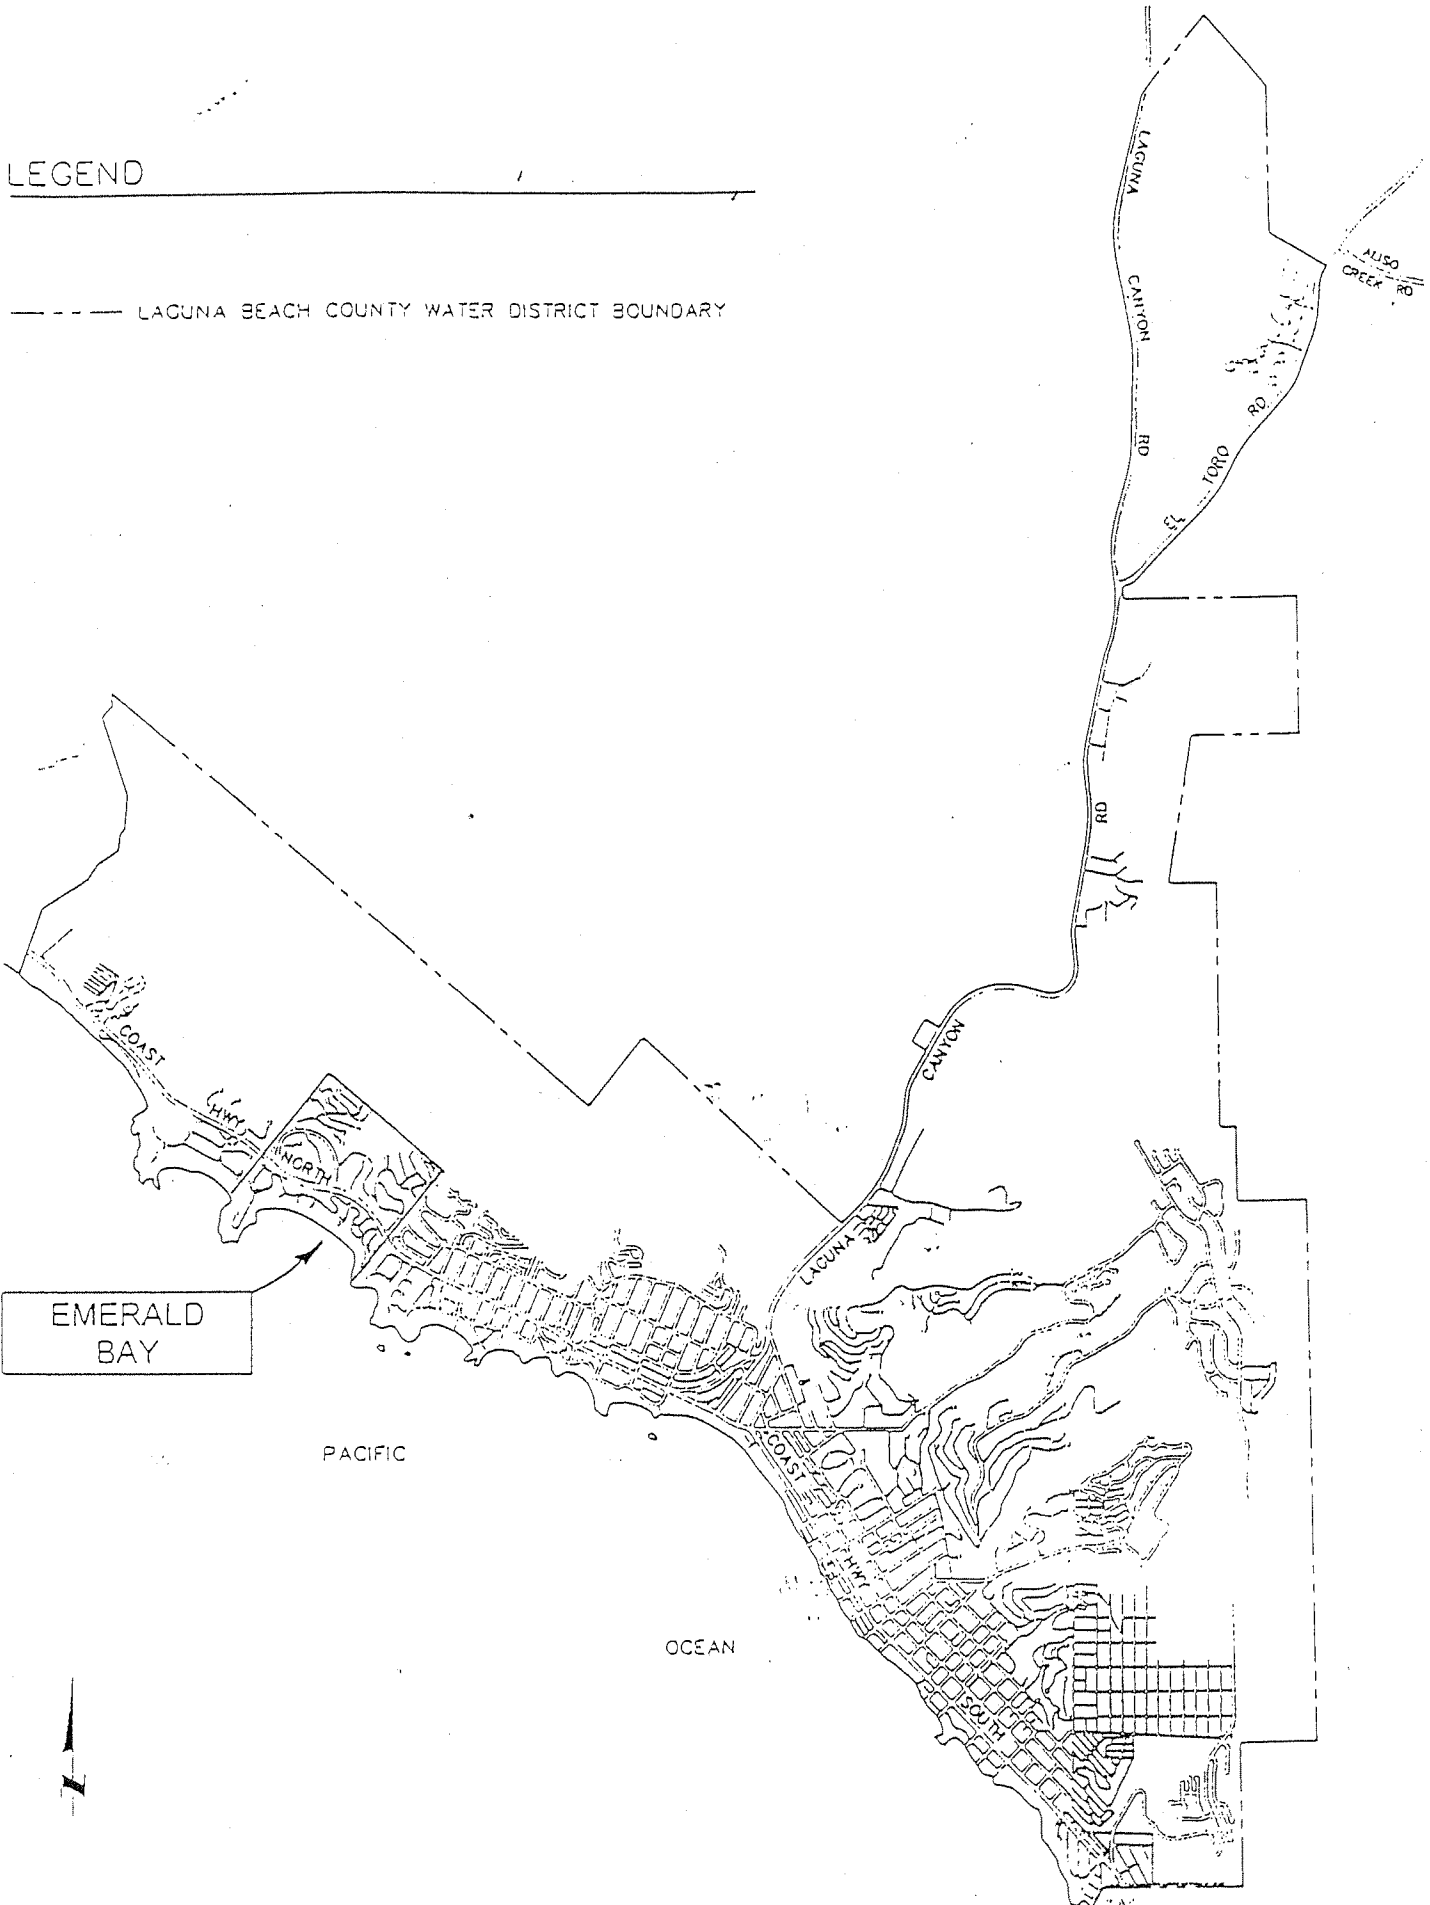 LEGEND
LAGUNA BEACH COUNTY WATER DISTRICT BOUNDARY
LAGUNA
CANYON
RD
ALISO
CREEK RD
EL TORO RD
RD
CANYON
LAGUNA
COAST
HWY
NORTH
EMERALD
BAY
PACIFIC
COAST
HWY
OCEAN
SOUTH
N